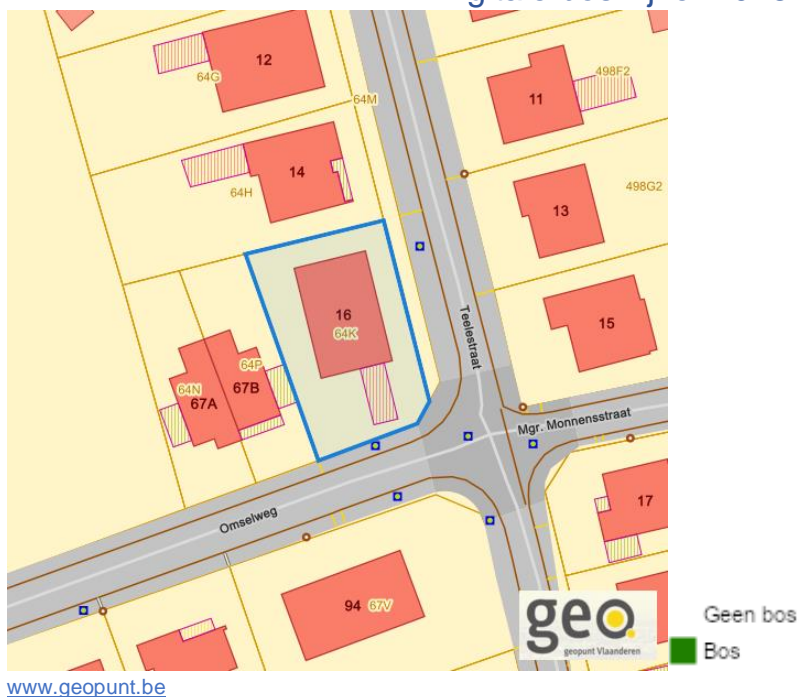 12
64G
64M
11
498F2
14
64H
13
498G2
16
64K
Teelestraat
15
64P
64N
67B
67A
Mgr. Monnensstraat
Omselweg
17
94 67V
geo.
geopunt Vlaanderen
Geen bos
Bos
www.geopunt.be